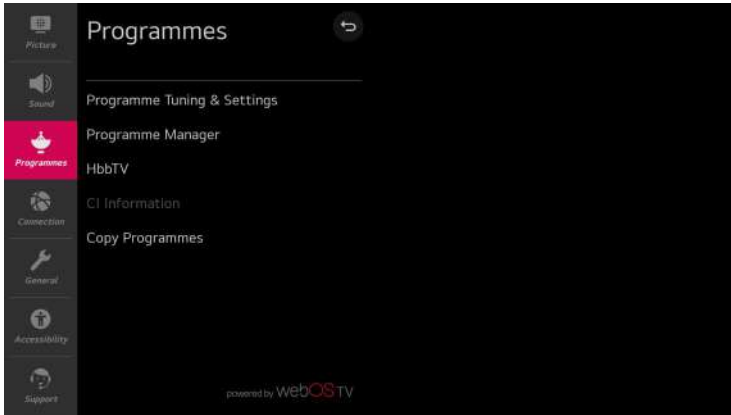 Programmes
Picture
Sound
Programmes
Connection
General
Accessibility
Support
Programme Tuning & Settings
Programme Manager
HbbTV
CI Information
Copy Programmes
powered by webOS TV